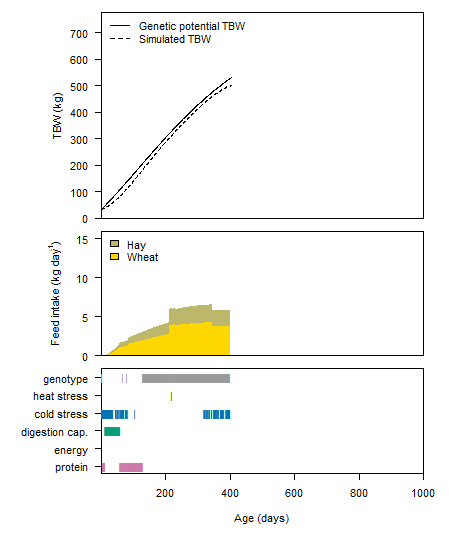 Genetic potential TBW
Simulated TBW
TBW (kg)
700
600
500
400
300
200
100
0
Hay
Wheat
Feed intake (kg day⁻¹)
15
10
5
0
genotype
heat stress
cold stress
digestion cap.
energy
protein
200 400 600 800 1000
Age (days)